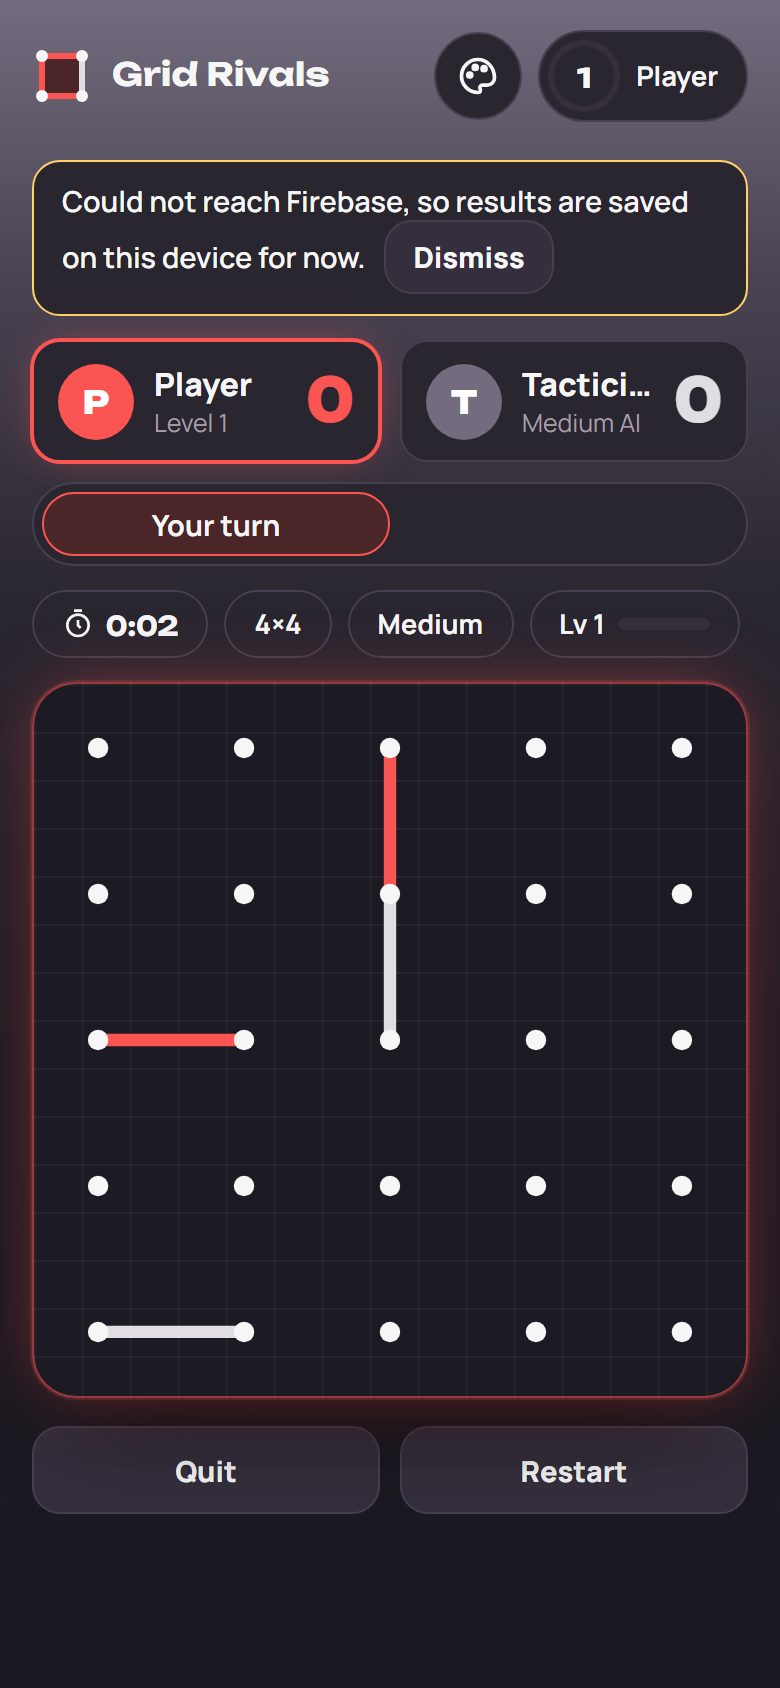 Grid Rivals
1 Player
Could not reach Firebase, so results are saved
on this device for now. Dismiss
P Player 0
Level 1
T Tactici... 0
Medium AI
Your turn
0:02 4×4 Medium Lv 1
Quit Restart